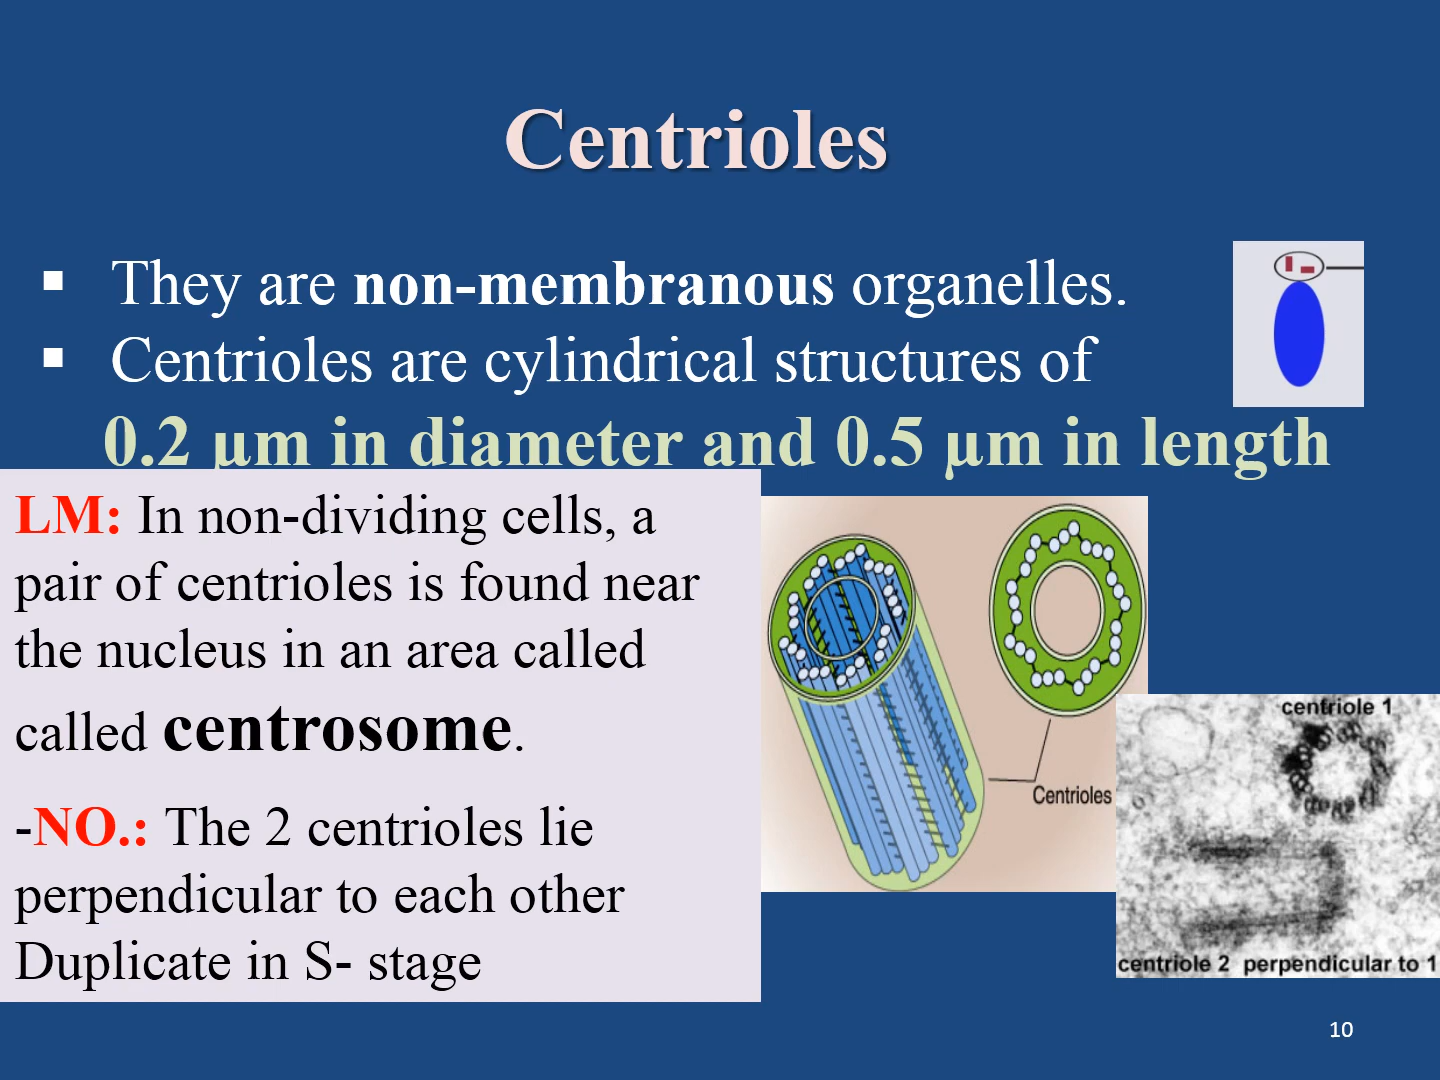 Centrioles
▪ They are non-membranous organelles.
▪ Centrioles are cylindrical structures of
0.2 µm in diameter and 0.5 µm in length
LM: In non-dividing cells, a
pair of centrioles is found near
the nucleus in an area called
called centrosome.
-NO.: The 2 centrioles lie
perpendicular to each other
Duplicate in S- stage
Centrioles
centriole 1
centriole 2 perpendicular to 1
10